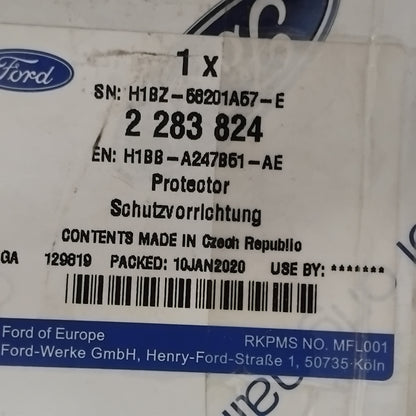 Ford
1 x
SN: H1BZ-58201A57-E
2 283 824
EN: H1BB-A247B51-AE
Protector
Schutzvorrichtung
CONTENTS MADE IN Czech Republic
GA 129819 PACKED: 10JAN2020 USE BY: *******
Ford of Europe RKPMS NO. MFL001
Ford-Werke GmbH, Henry-Ford-Straße 1, 50735 Köln